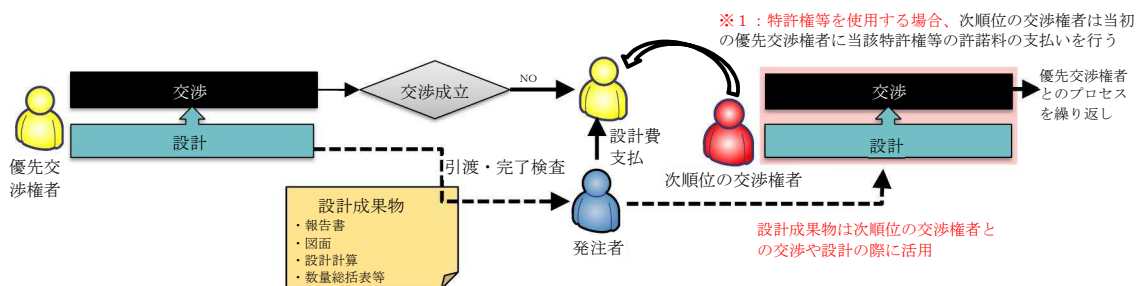 ※１：特許権等を使用する場合、次順位の交渉権者は当初
の優先交渉権者に当該特許権等の許諾料の支払いを行う
交渉
設計
優先交
渉権者
交渉成立
NO
設計費
支払
引渡・完了検査
設計成果物
・報告書
・図面
・設計計算
・数量総括表等
発注者
次順位の交渉権者
交渉
設計
優先交渉権者
とのプロセス
を繰り返し
設計成果物は次順位の交渉権者と
の交渉や設計の際に活用